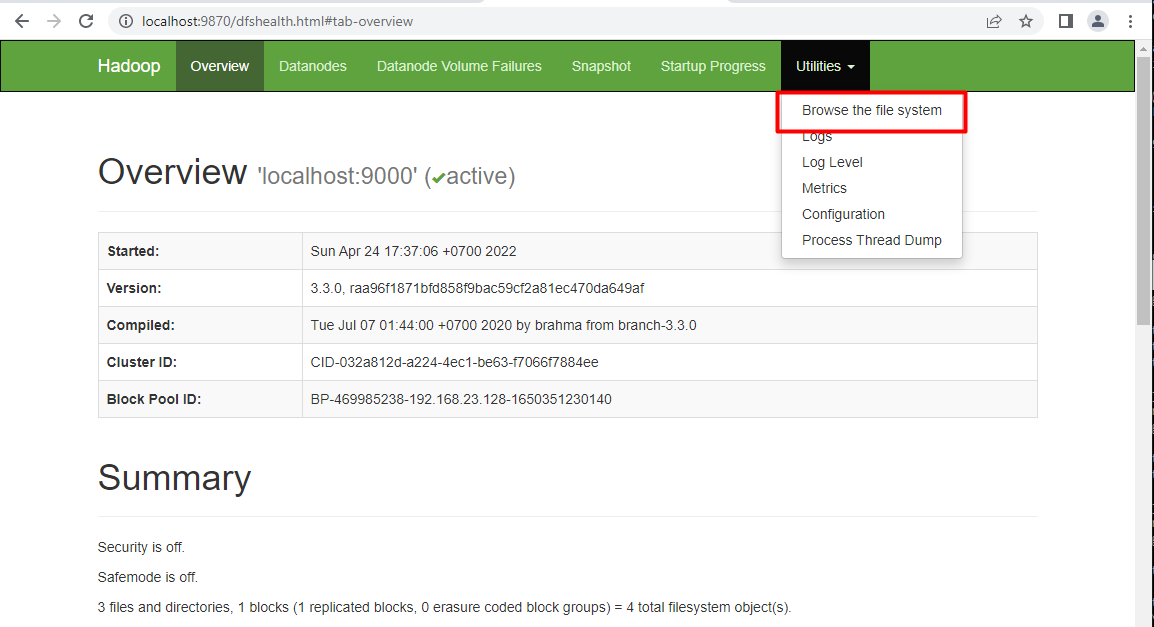 localhost:9870/dfshealth.html#tab-overview
Hadoop Overview Datanodes Datanode Volume Failures Snapshot Startup Progress Utilities
Browse the file system
Logs
Log Level
Metrics
Configuration
Process Thread Dump
Overview 'localhost:9000' (✔active)
Started: Sun Apr 24 17:37:06 +0700 2022
Version: 3.3.0, raa96f1871bfd858f9bac59cf2a81ec470da649af
Compiled: Tue Jul 07 01:44:00 +0700 2020 by brahma from branch-3.3.0
Cluster ID: CID-032a812d-a224-4ec1-be63-f7066f7884ee
Block Pool ID: BP-469985238-192.168.23.128-1650351230140
Summary
Security is off.
Safemode is off.
3 files and directories, 1 blocks (1 replicated blocks, 0 erasure coded block groups) = 4 total filesystem object(s).